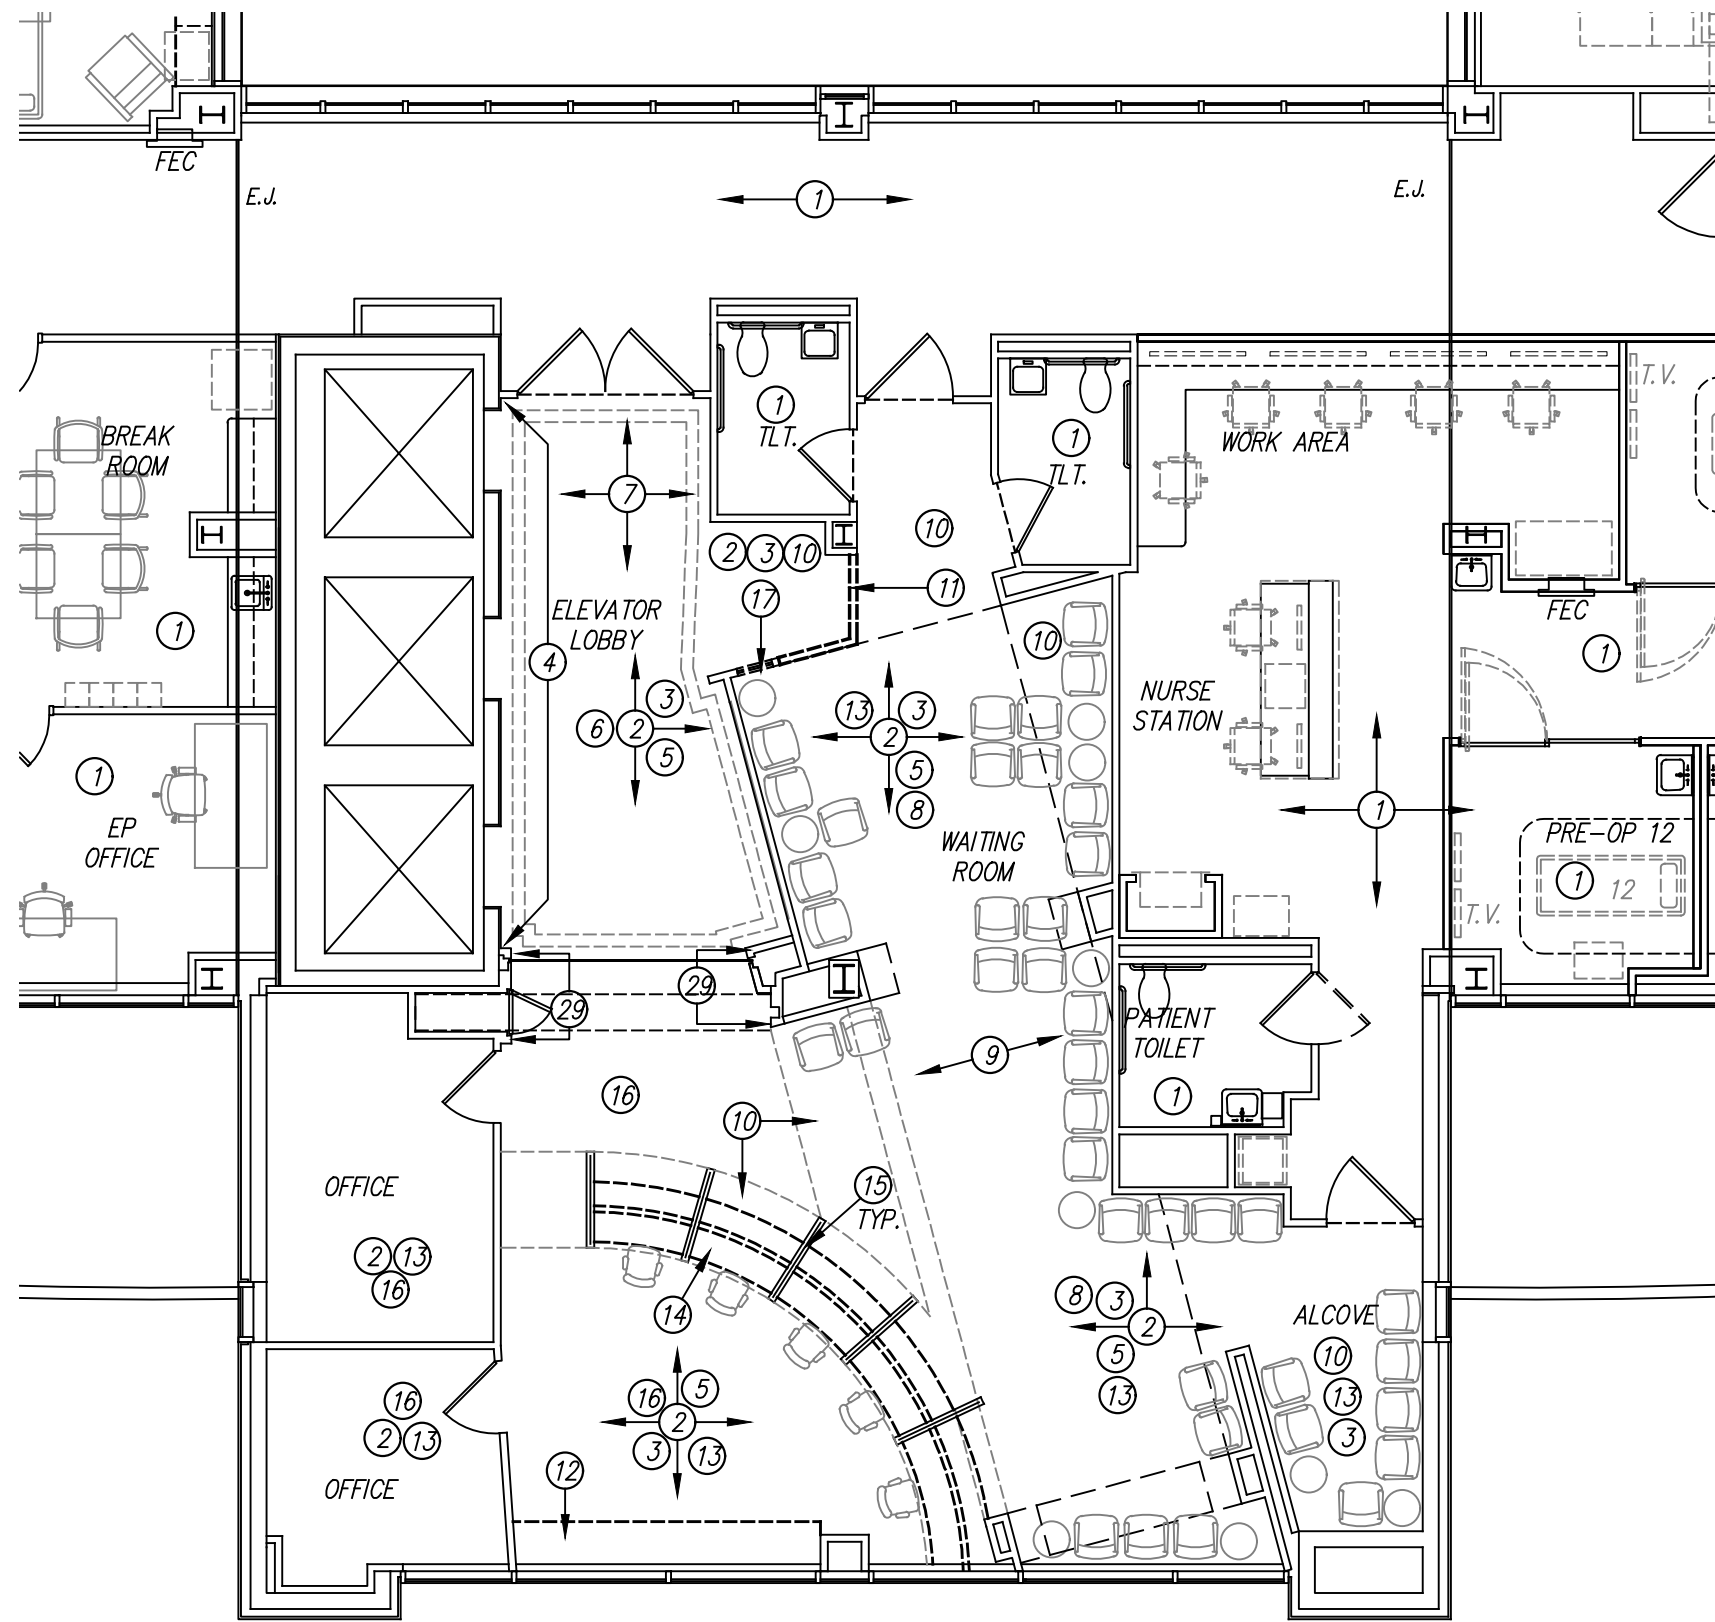 FEC
E.J.
1
E.J.
T.V.
1
TLT.
1
TLT.
BREAK
ROOM
WORK AREA
7
10
2 3 10
17
11
ELEVATOR
LOBBY
FEC
1
10
1
4
NURSE
STATION
3
6 2
5
13 3
2
5
8
1
EP
OFFICE
1
WAITING
ROOM
PRE-OP 12
1 12
T.V.
29
29
PATIENT
TOILET
9
16
1
10
15
TYP.
OFFICE
2 13
16
14
8 3
2
5
13
ALCOVE
10
13
3
16 5
2
3 13
16
2 13
12
OFFICE